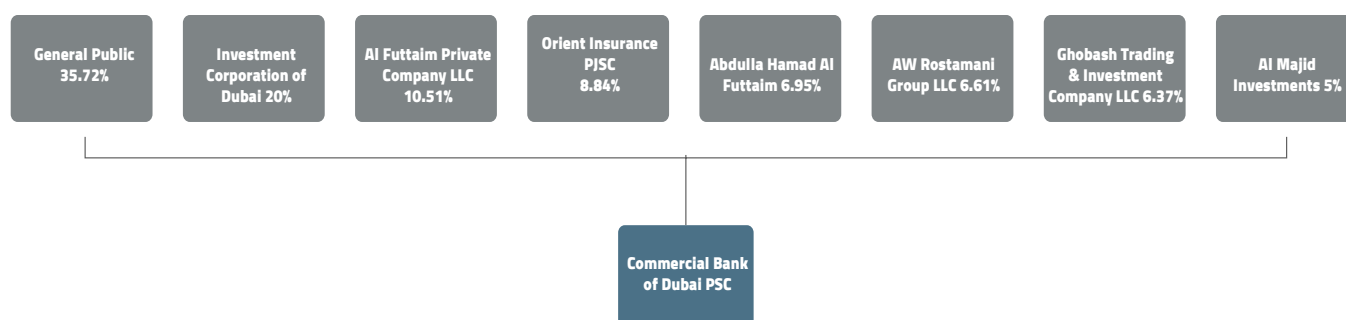 General Public
35.72%
Investment
Corporation of
Dubai 20%
Al Futtaim Private
Company LLC
10.51%
Orient Insurance
PJSC
8.84%
Abdulla Hamad Al
Futtaim 6.95%
AW Rostamani
Group LLC 6.61%
Ghobash Trading
& Investment
Company LLC 6.37%
Al Majid
Investments 5%
Commercial Bank
of Dubai PSC